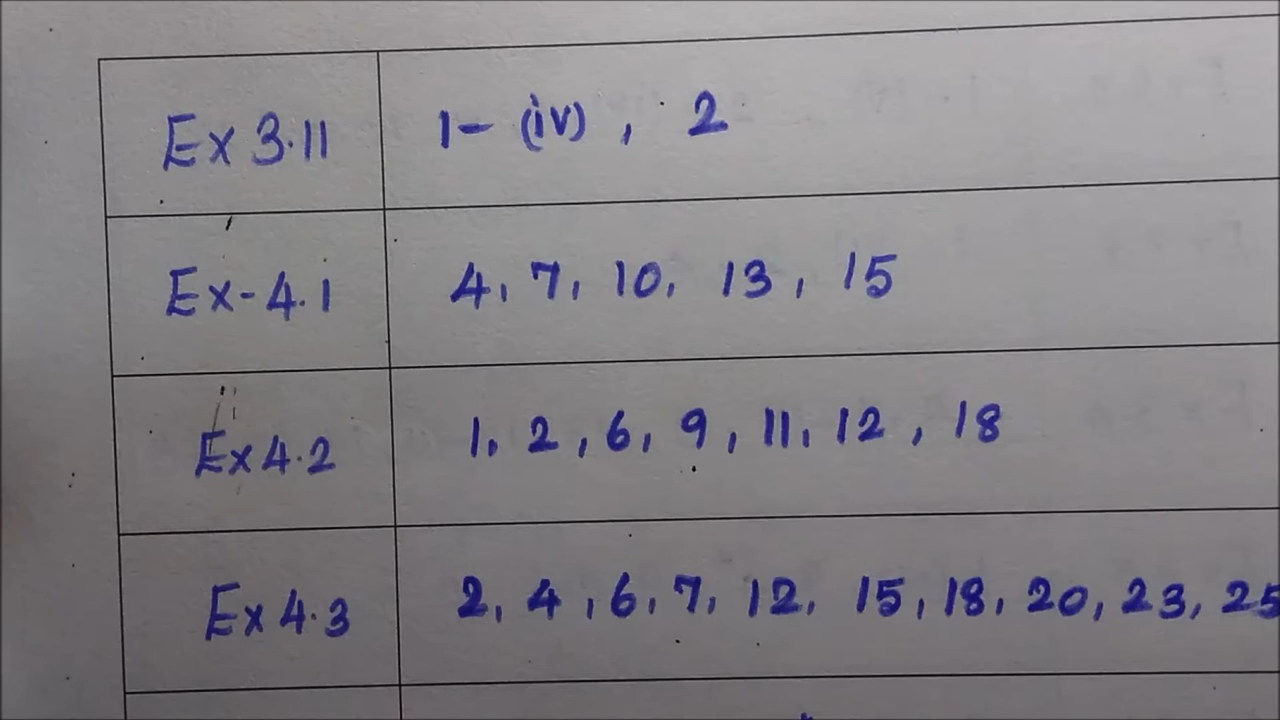 Ex 3.11 1- (iv), 2
Ex-4.1 4, 7, 10, 13, 15
Ex 4.2 1, 2, 6, 9, 11, 12, 18
Ex 4.3 2, 4, 6, 7, 12, 15, 18, 20, 23, 25